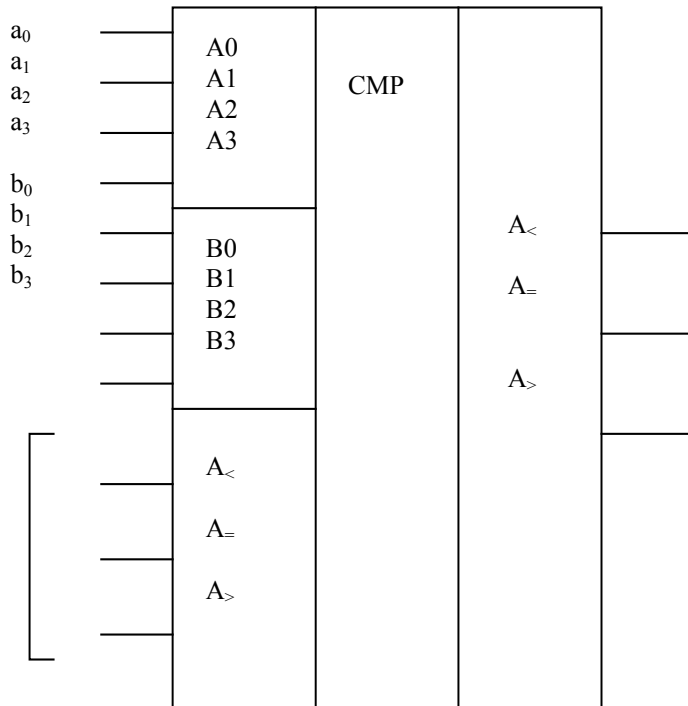 a₀
a₁
a₂
a₃
b₀
b₁
b₂
b₃
A0
A1
A2
A3
B0
B1
B2
B3
A<
A=
A>
CMP
A<
A=
A>